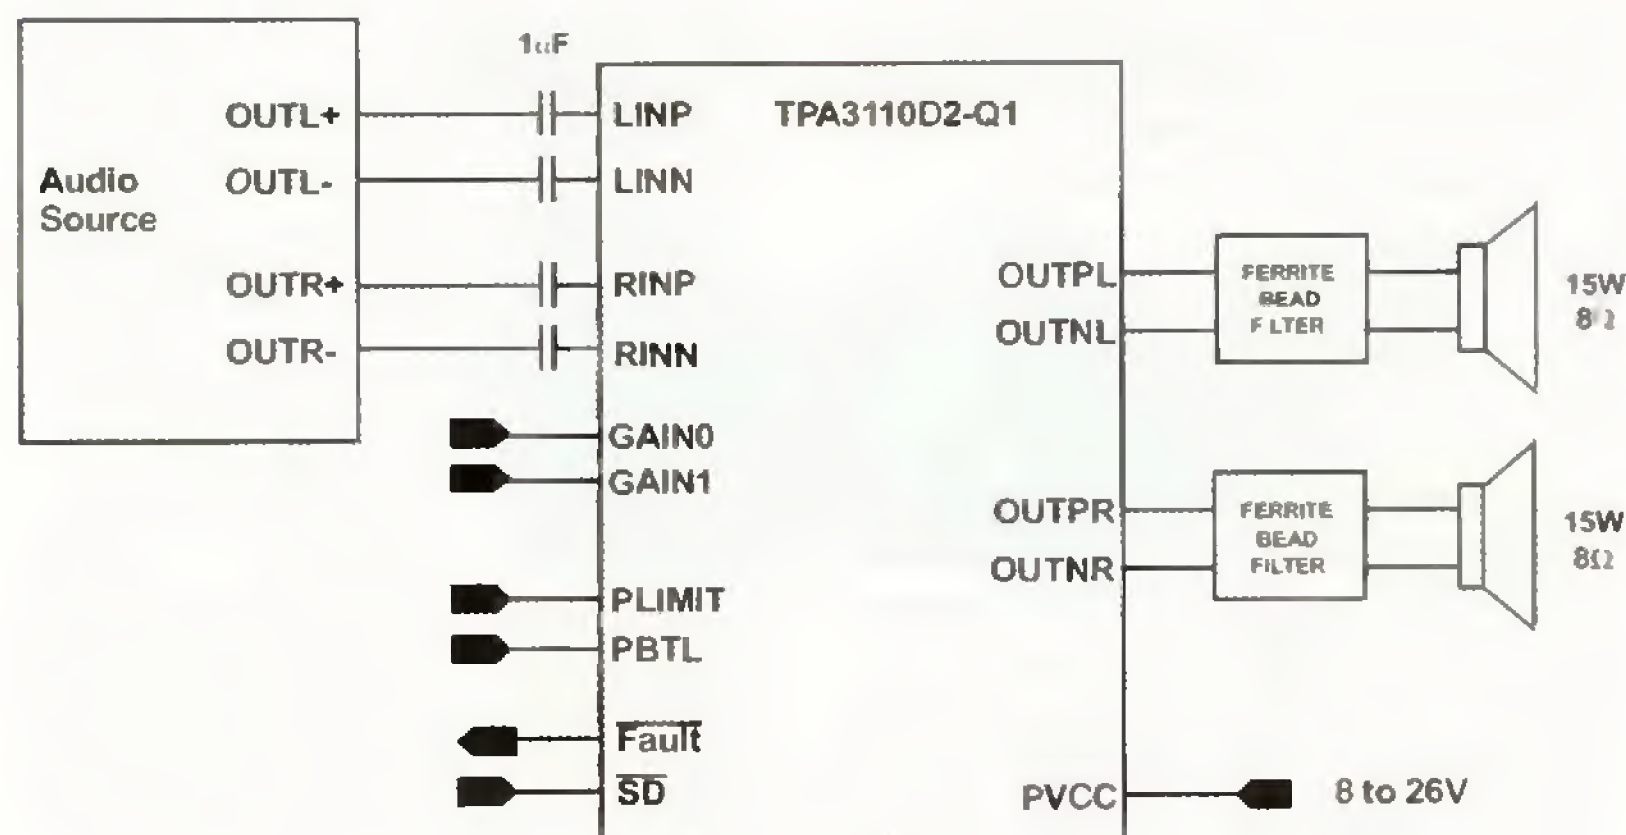 1uF
TPA3110D2-Q1
Audio
Source
OUTL+
OUTL-
OUTR+
OUTR-
LINP
LINN
RINP
RINN
GAIN0
GAIN1
PLIMIT
PBTL
Fault
SD
OUTPL
OUTNL
FERRITE
BEAD
FILTER
15W
8Ω
OUTPR
OUTNR
FERRITE
BEAD
FILTER
15W
8Ω
PVCC
8 to 26V